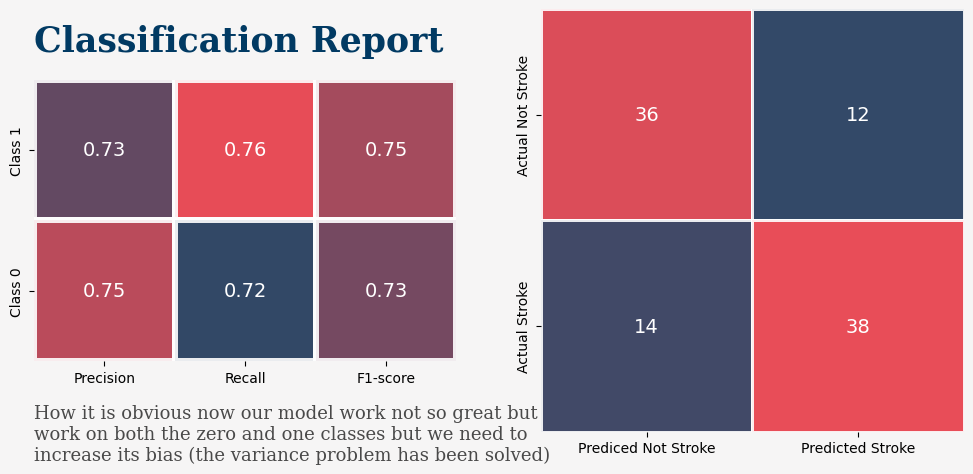 Classification Report
Class 1
0.73 0.76 0.75
Class 0
0.75 0.72 0.73
Precision Recall F1-score
How it is obvious now our model work not so great but
work on both the zero and one classes but we need to
increase its bias (the variance problem has been solved)
Actual Not Stroke
36 12
Actual Stroke
14 38
Prediced Not Stroke Predicted Stroke